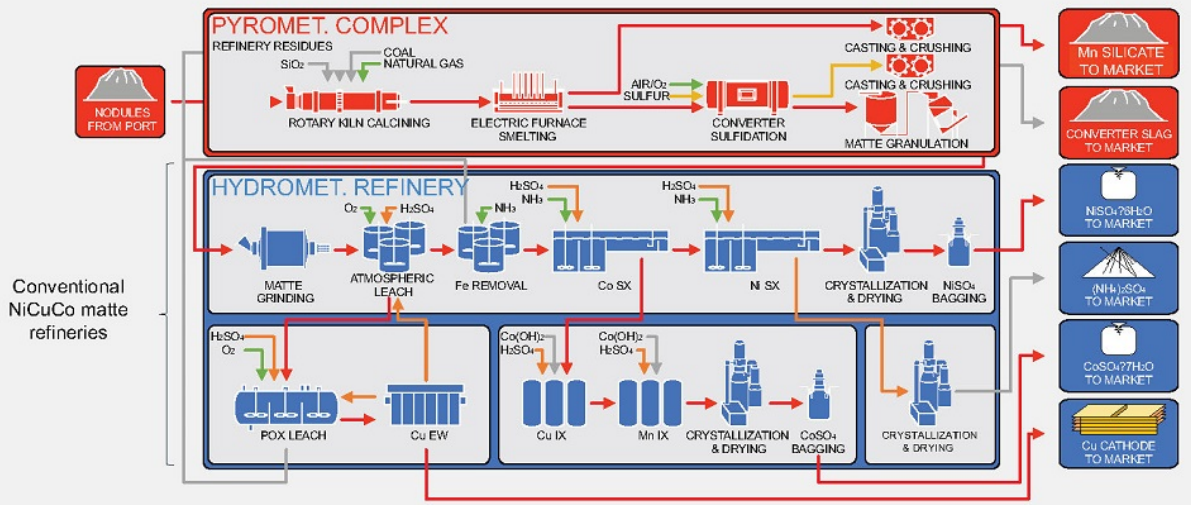 PYROMET. COMPLEX
REFINERY RESIDUES
SiO₂
COAL
NATURAL GAS
ROTARY KILN CALCINING
ELECTRIC FURNACE
SMELTING
AIR/O₂
SULFUR
CONVERTER
SULFIDATION
CASTING & CRUSHING
CASTING & CRUSHING
MATTE GRANULATION
NODULES
FROM PORT
Mn SILICATE
TO MARKET
CONVERTER SLAG
TO MARKET
HYDROMET. REFINERY
O₂
H₂SO₄
NH₃
H₂SO₄
NH₃
H₂SO₄
NH₃
MATTE
GRINDING
ATMOSPHERIC
LEACH
Fe REMOVAL
Co SX
Ni SX
CRYSTALLIZATION
& DRYING
NiSO₄
BAGGING
NiSO₄?6H₂O
TO MARKET
(NH₄)₂SO₄
TO MARKET
Conventional
NiCuCo matte
refineries
H₂SO₄
O₂
POX LEACH
Cu EW
Co(OH)₂
H₂SO₄
Co(OH)₂
H₂SO₄
Cu IX
Mn IX
CRYSTALLIZATION
& DRYING
CoSO₄
BAGGING
CRYSTALLIZATION
& DRYING
CoSO₄?7H₂O
TO MARKET
Cu CATHODE
TO MARKET